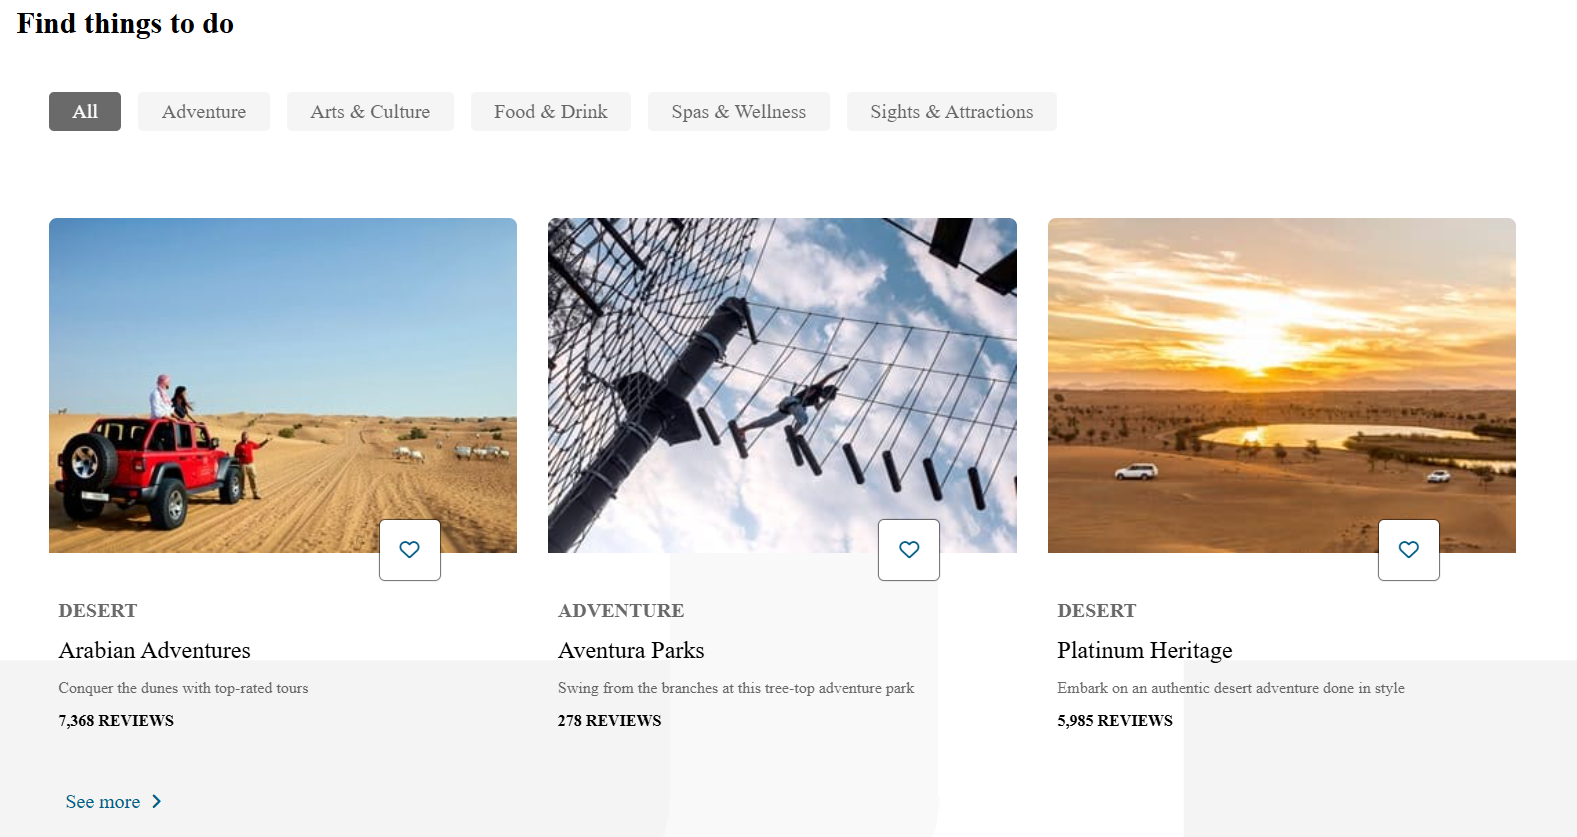 Find things to do
All
Adventure
Arts & Culture
Food & Drink
Spas & Wellness
Sights & Attractions
DESERT
Arabian Adventures
Conquer the dunes with top-rated tours
7,368 REVIEWS
ADVENTURE
Aventura Parks
Swing from the branches at this tree-top adventure park
278 REVIEWS
DESERT
Platinum Heritage
Embark on an authentic desert adventure done in style
5,985 REVIEWS
See more